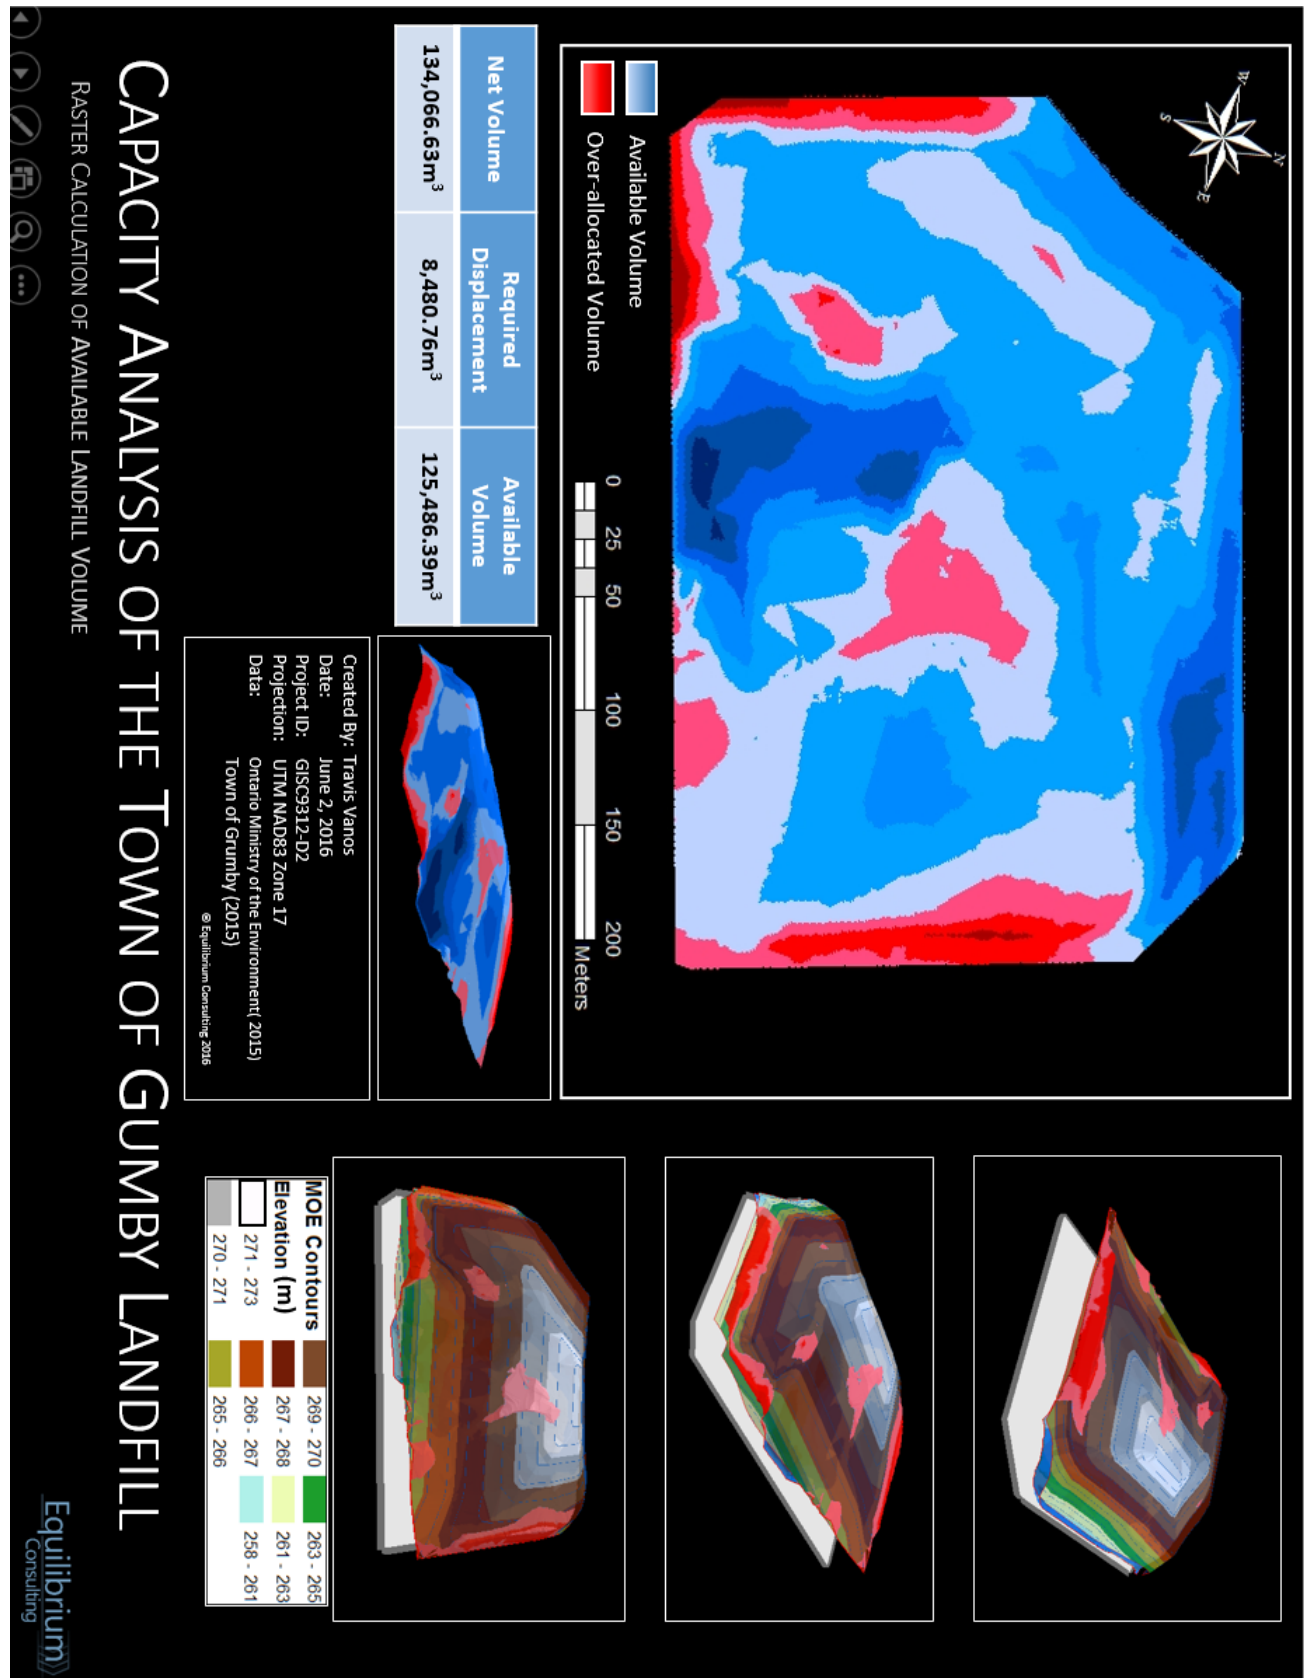 CAPACITY ANALYSIS OF THE TOWN OF GUMBY LANDFILL
RASTER CALCULATION OF AVAILABLE LANDFILL VOLUME
W
N
S
E
Available Volume
Over-allocated Volume
0 25 50 100 150 200
Meters
Net Volume
Required Displacement
Available Volume
134,066.63m³
8,480.76m³
125,486.39m³
Created By: Travis Vanos
Date: June 2, 2016
Project ID: GISC9312-D2
Projection: UTM NAD83 Zone 17
Data: Ontario Ministry of the Environment( 2015)
Town of Grumby (2015)
© Equilibrium Consulting 2016
MOE Contours
Elevation (m)
271 - 273
270 - 271
269 - 270
267 - 268
266 - 267
265 - 266
263 - 265
261 - 263
258 - 261
Equilibrium
Consulting